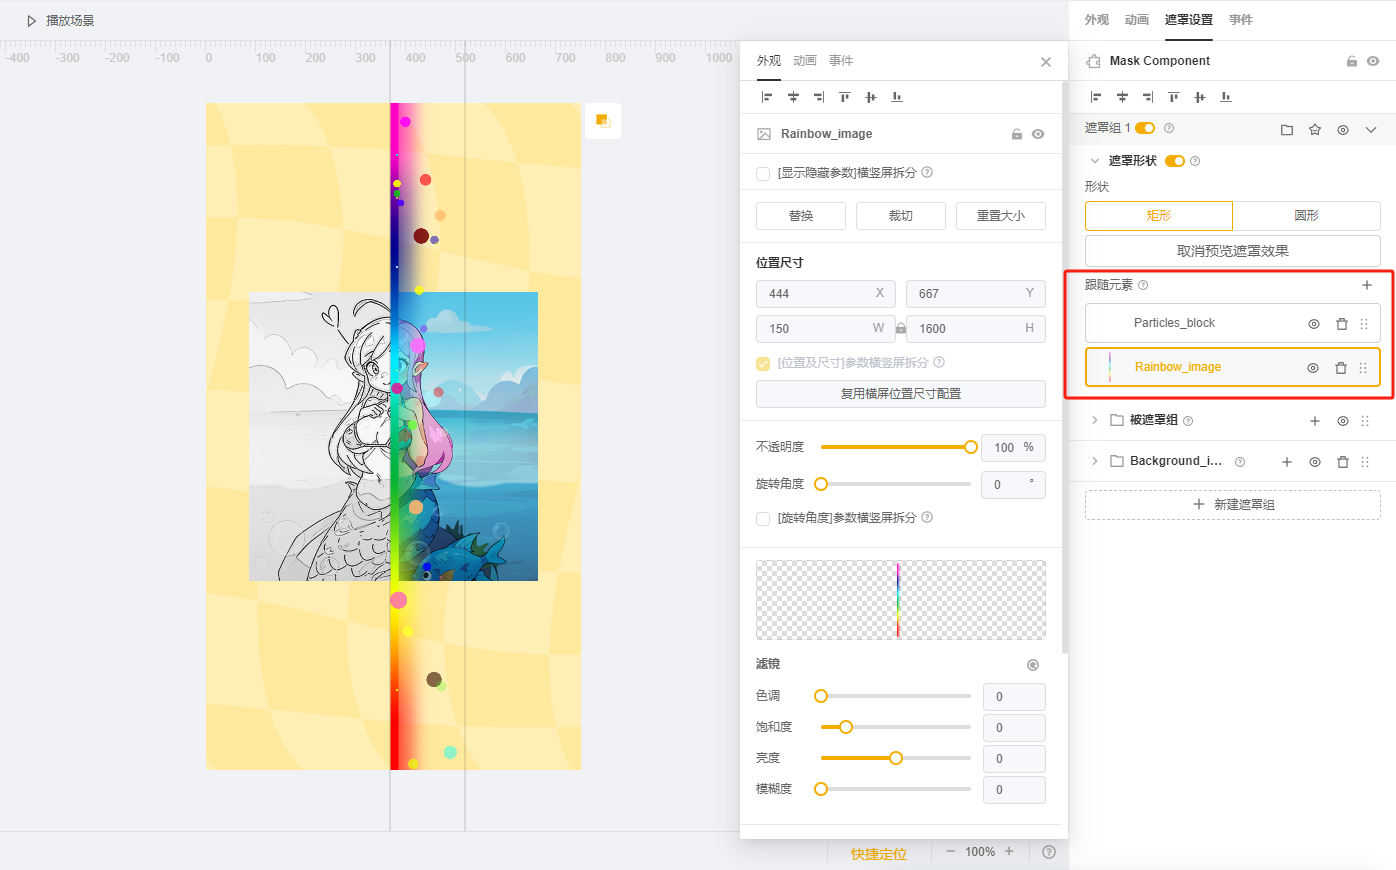 播放场景
外观 动画 遮罩设置 事件
-400 -300 -200 -100 0 100 200 300 400 500 600 700 800 900 1000
外观 动画 事件
Mask Component
Rainbow_image
遮罩组 1
遮罩形状
[显示隐藏参数]横竖屏拆分
形状
替换 裁切 重置大小
矩形 圆形
取消预览遮罩效果
位置尺寸
跟随元素
444 X 667 Y
Particles_block
150 W 1600 H
[位置及尺寸]参数横竖屏拆分
Rainbow_image
复用横屏位置尺寸配置
被遮罩组
不透明度 100 %
Background_i...
旋转角度 0 °
新建遮罩组
[旋转角度]参数横竖屏拆分
滤镜
色调 0
饱和度 0
亮度 0
模糊度 0
快捷定位 100%